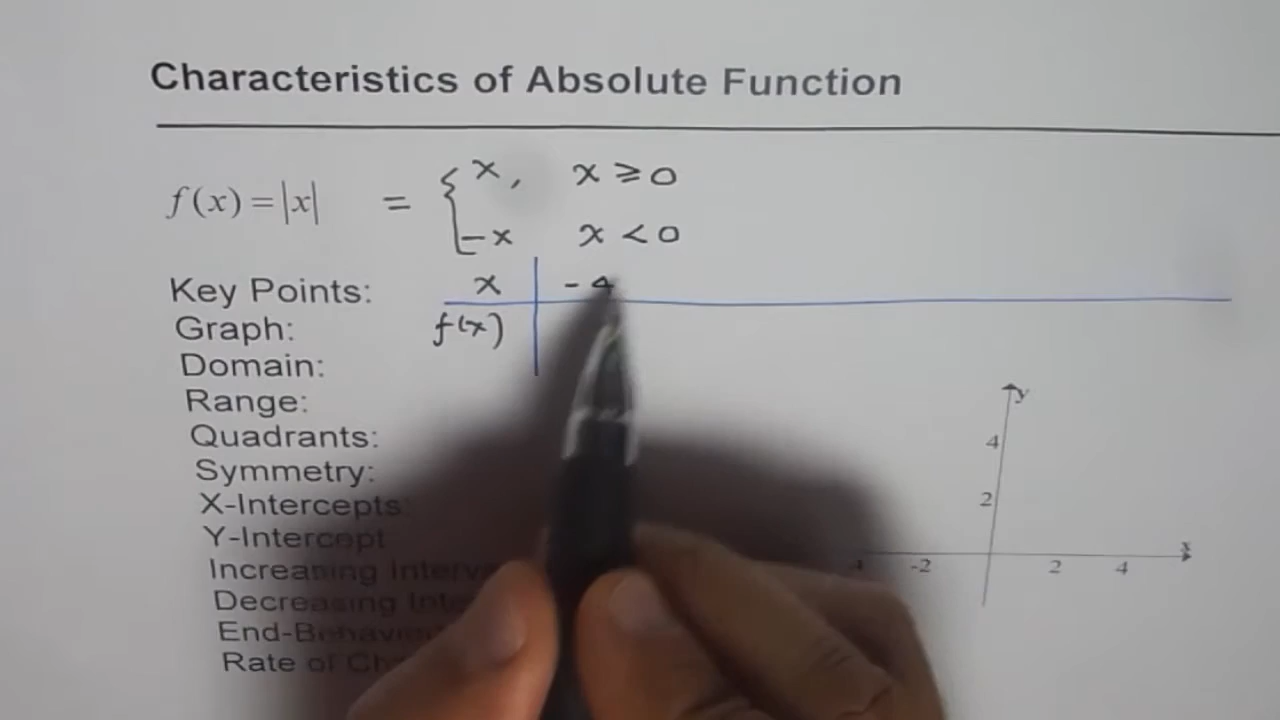 Characteristics of Absolute Function
f(x) = |x| = { x, x ≥ 0
-x x < 0
Key Points: x -4
Graph: f(x)
Domain:
Range:
Quadrants:
Symmetry:
X-Intercepts
Y-Intercept
Increasing
Decreasing
End-
Rate of
y
4
2
-2 2 4 x